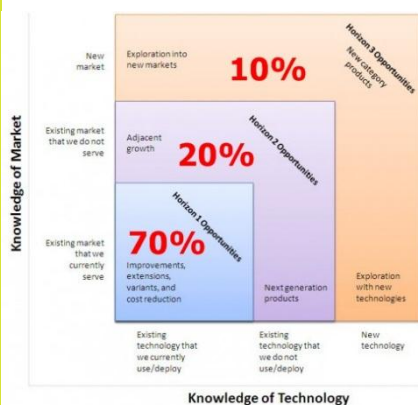 Knowledge of Market
New
market
Existing market
that we do not
serve
Existing market
that we
currently
serve
Exploration into
new markets
10%
Horizon 3 Opportunities
New category
products
Adjacent
growth
20%
Horizon 2 Opportunities
Horizon 1 Opportunities
70%
Improvements,
extensions,
variants, and
cost reduction
Next generation
products
Exploration
with new
technologies
Existing
technology that
we currently
use/deploy
Existing
technology that
we do not
use/deploy
New
technology
Knowledge of Technology